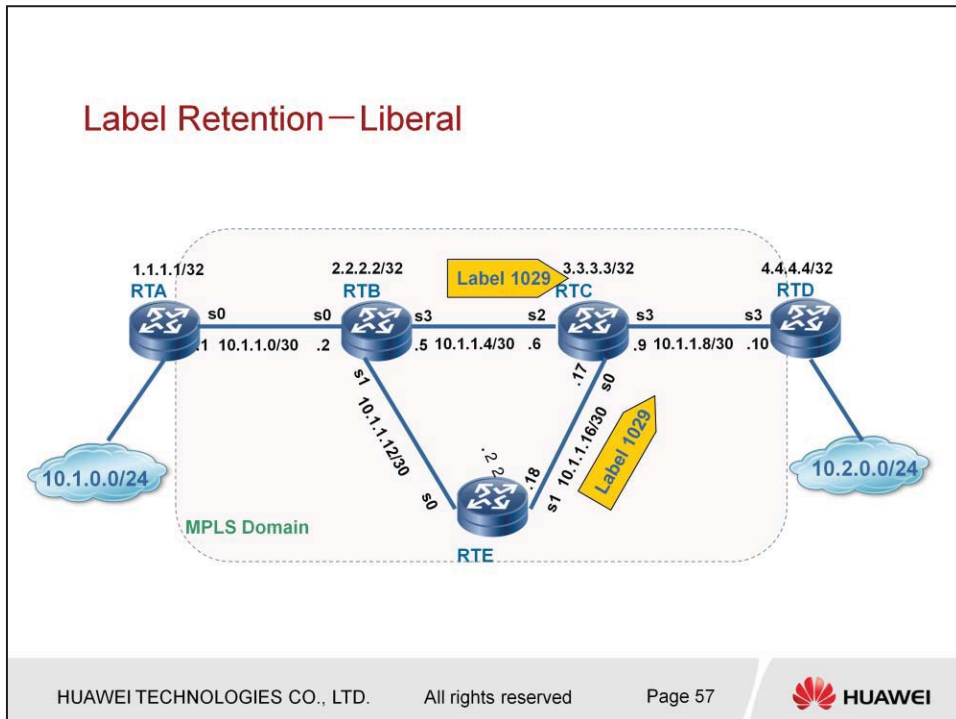 Label Retention－Liberal
1.1.1.1/32
RTA
2.2.2.2/32
RTB
Label 1029
3.3.3.3/32
RTC
4.4.4.4/32
RTD
s0
s0
s3
s2
s3
s3
.1
10.1.1.0/30
.2
.5
10.1.1.4/30
.6
.9
10.1.1.8/30
.10
s1
10.1.1.12/30
s0
.17
s0
10.1.1.16/30
.18
s1
Label 1029
.2
2
10.1.0.0/24
10.2.0.0/24
MPLS Domain
RTE
HUAWEI TECHNOLOGIES CO., LTD.
All rights reserved
Page 57
HUAWEI